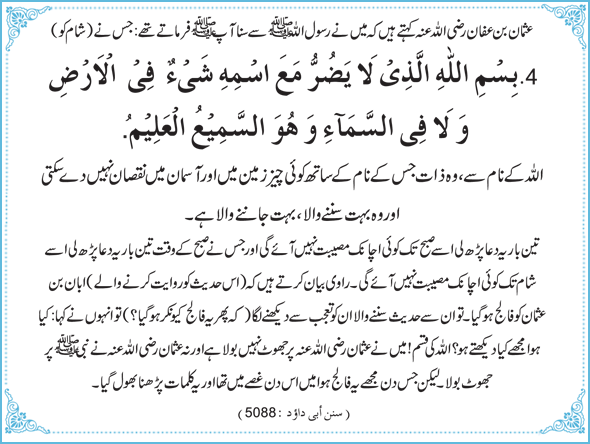 عثمان بن عفان رضی اللہ عنہ کہتے ہیں کہ میں نے رسول اللہ ﷺ سے سنا آپ ﷺ فرماتے تھے: جس نے (شام کو)
4. بِسْمِ اللّٰهِ الَّذِیْ لَا یَضُرُّ مَعَ اسْمِهٖ شَیْءٌ فِی الْاَرْضِ
وَ لَا فِی السَّمَآءِ وَ هُوَ السَّمِیْعُ الْعَلِیْمُ.
اللہ کے نام سے، وہ ذات جس کے نام کے ساتھ کوئی چیز زمین میں اور آسمان میں نقصان نہیں دے سکتی
اور وہ بہت سننے والا، بہت جاننے والا ہے۔
تین بار یہ دعا پڑھ لی اسے صبح تک کوئی اچانک مصیبت نہیں آئے گی اور جس نے صبح کے وقت تین بار یہ دعا پڑھ لی اسے
شام تک کوئی اچانک مصیبت نہیں آئے گی۔ راوی بیان کرتے ہیں کہ (اس حدیث کو روایت کرنے والے) ابان بن
عثمان کو فالج ہو گیا۔ تو ان سے حدیث سننے والا ان کو تعجب سے دیکھنے لگا (کہ پھر یہ فالج کیونکر ہو گیا؟) تو انہوں نے کہا: کیا
ہوا مجھے کیا دیکھتے ہو؟ اللہ کی قسم! میں نے عثمان رضی اللہ عنہ پر جھوٹ نہیں بولا ہے اور نہ عثمان رضی اللہ عنہ نے نبی ﷺ پر
جھوٹ بولا۔ لیکن جس دن مجھے یہ فالج ہوا میں اس دن غصے میں تھا اور یہ کلمات پڑھنا بھول گیا۔
(سنن أبی داؤد : 5088)